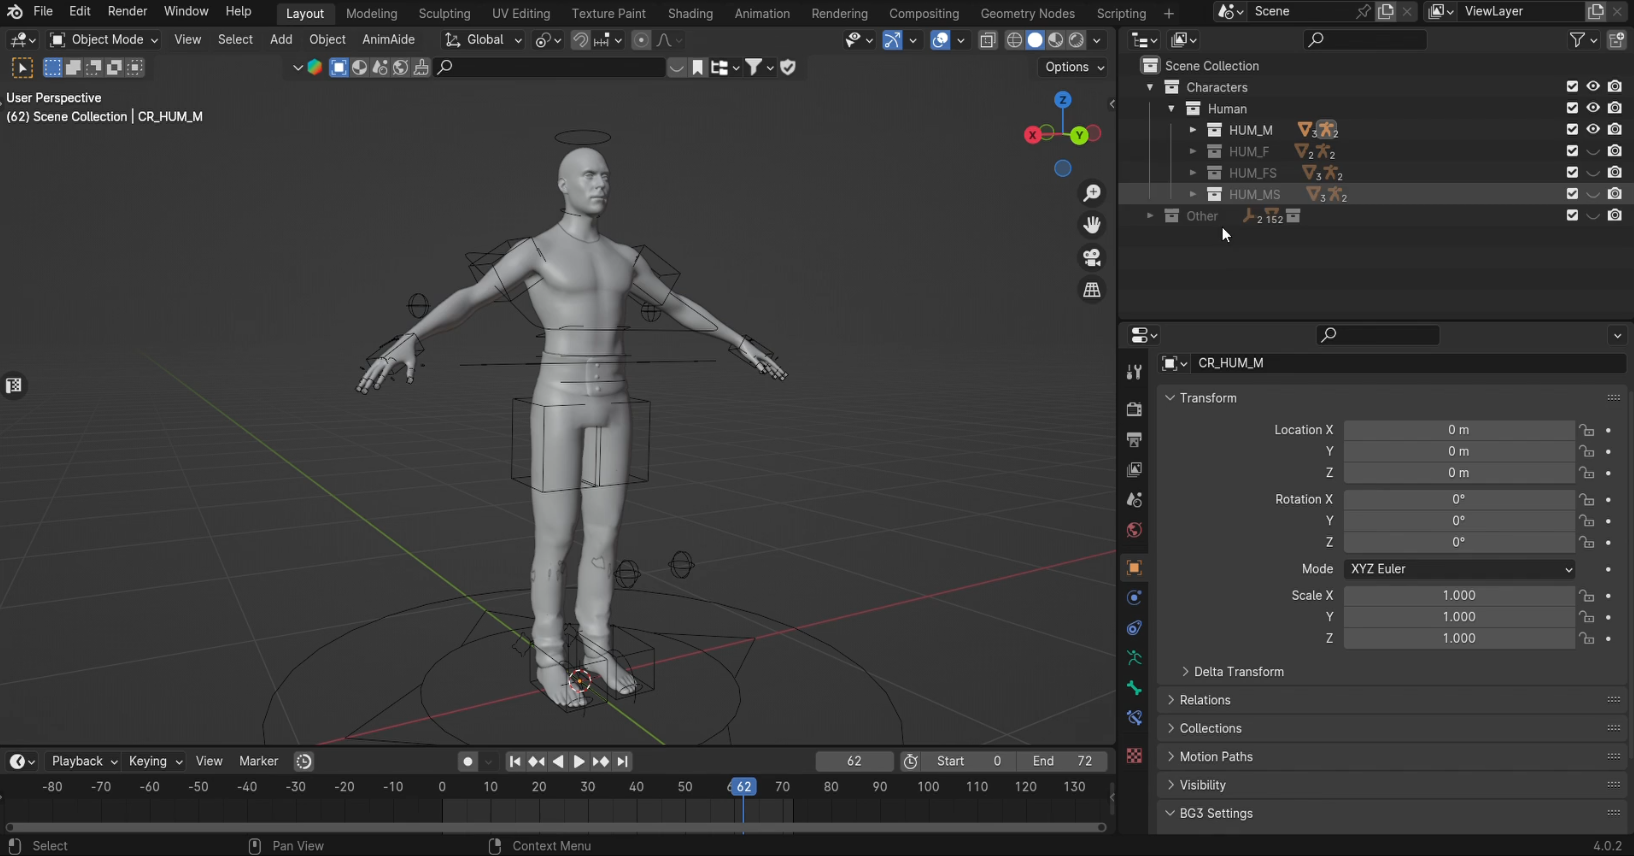 File Edit Render Window Help Layout Modeling Sculpting UV Editing Texture Paint Shading Animation Rendering Compositing Geometry Nodes Scripting + Scene ViewLayer
Object Mode View Select Add Object AnimAide Global
Options
User Perspective
(62) Scene Collection | CR_HUM_M
Z
X
Y
Scene Collection
Characters
Human
HUM_M 3 2
HUM_F 2 2
HUM_FS 3 2
HUM_MS 3 2
Other 2 152
CR_HUM_M
Transform
Location X 0 m
Y 0 m
Z 0 m
Rotation X 0°
Y 0°
Z 0°
Mode XYZ Euler
Scale X 1.000
Y 1.000
Z 1.000
Delta Transform
Relations
Collections
Motion Paths
Visibility
BG3 Settings
Playback Keying View Marker 62 Start 0 End 72
-80 -70 -60 -50 -40 -30 -20 -10 0 10 20 30 40 50 62 70 80 90 100 110 120 130
Select Pan View Context Menu 4.0.2